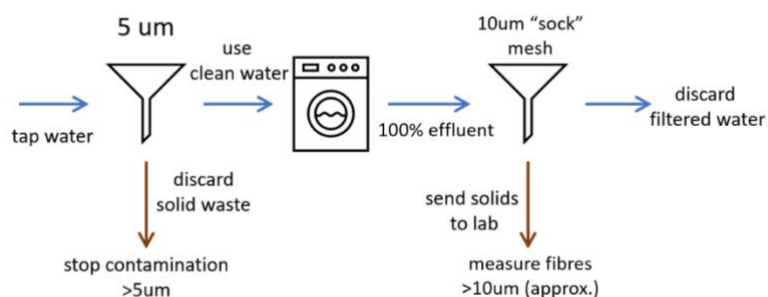 5 um
10um “sock”
mesh
use
clean water
tap water
100% effluent
discard
filtered water
discard
solid waste
send solids
to lab
stop contamination
>5um
measure fibres
>10um (approx.)